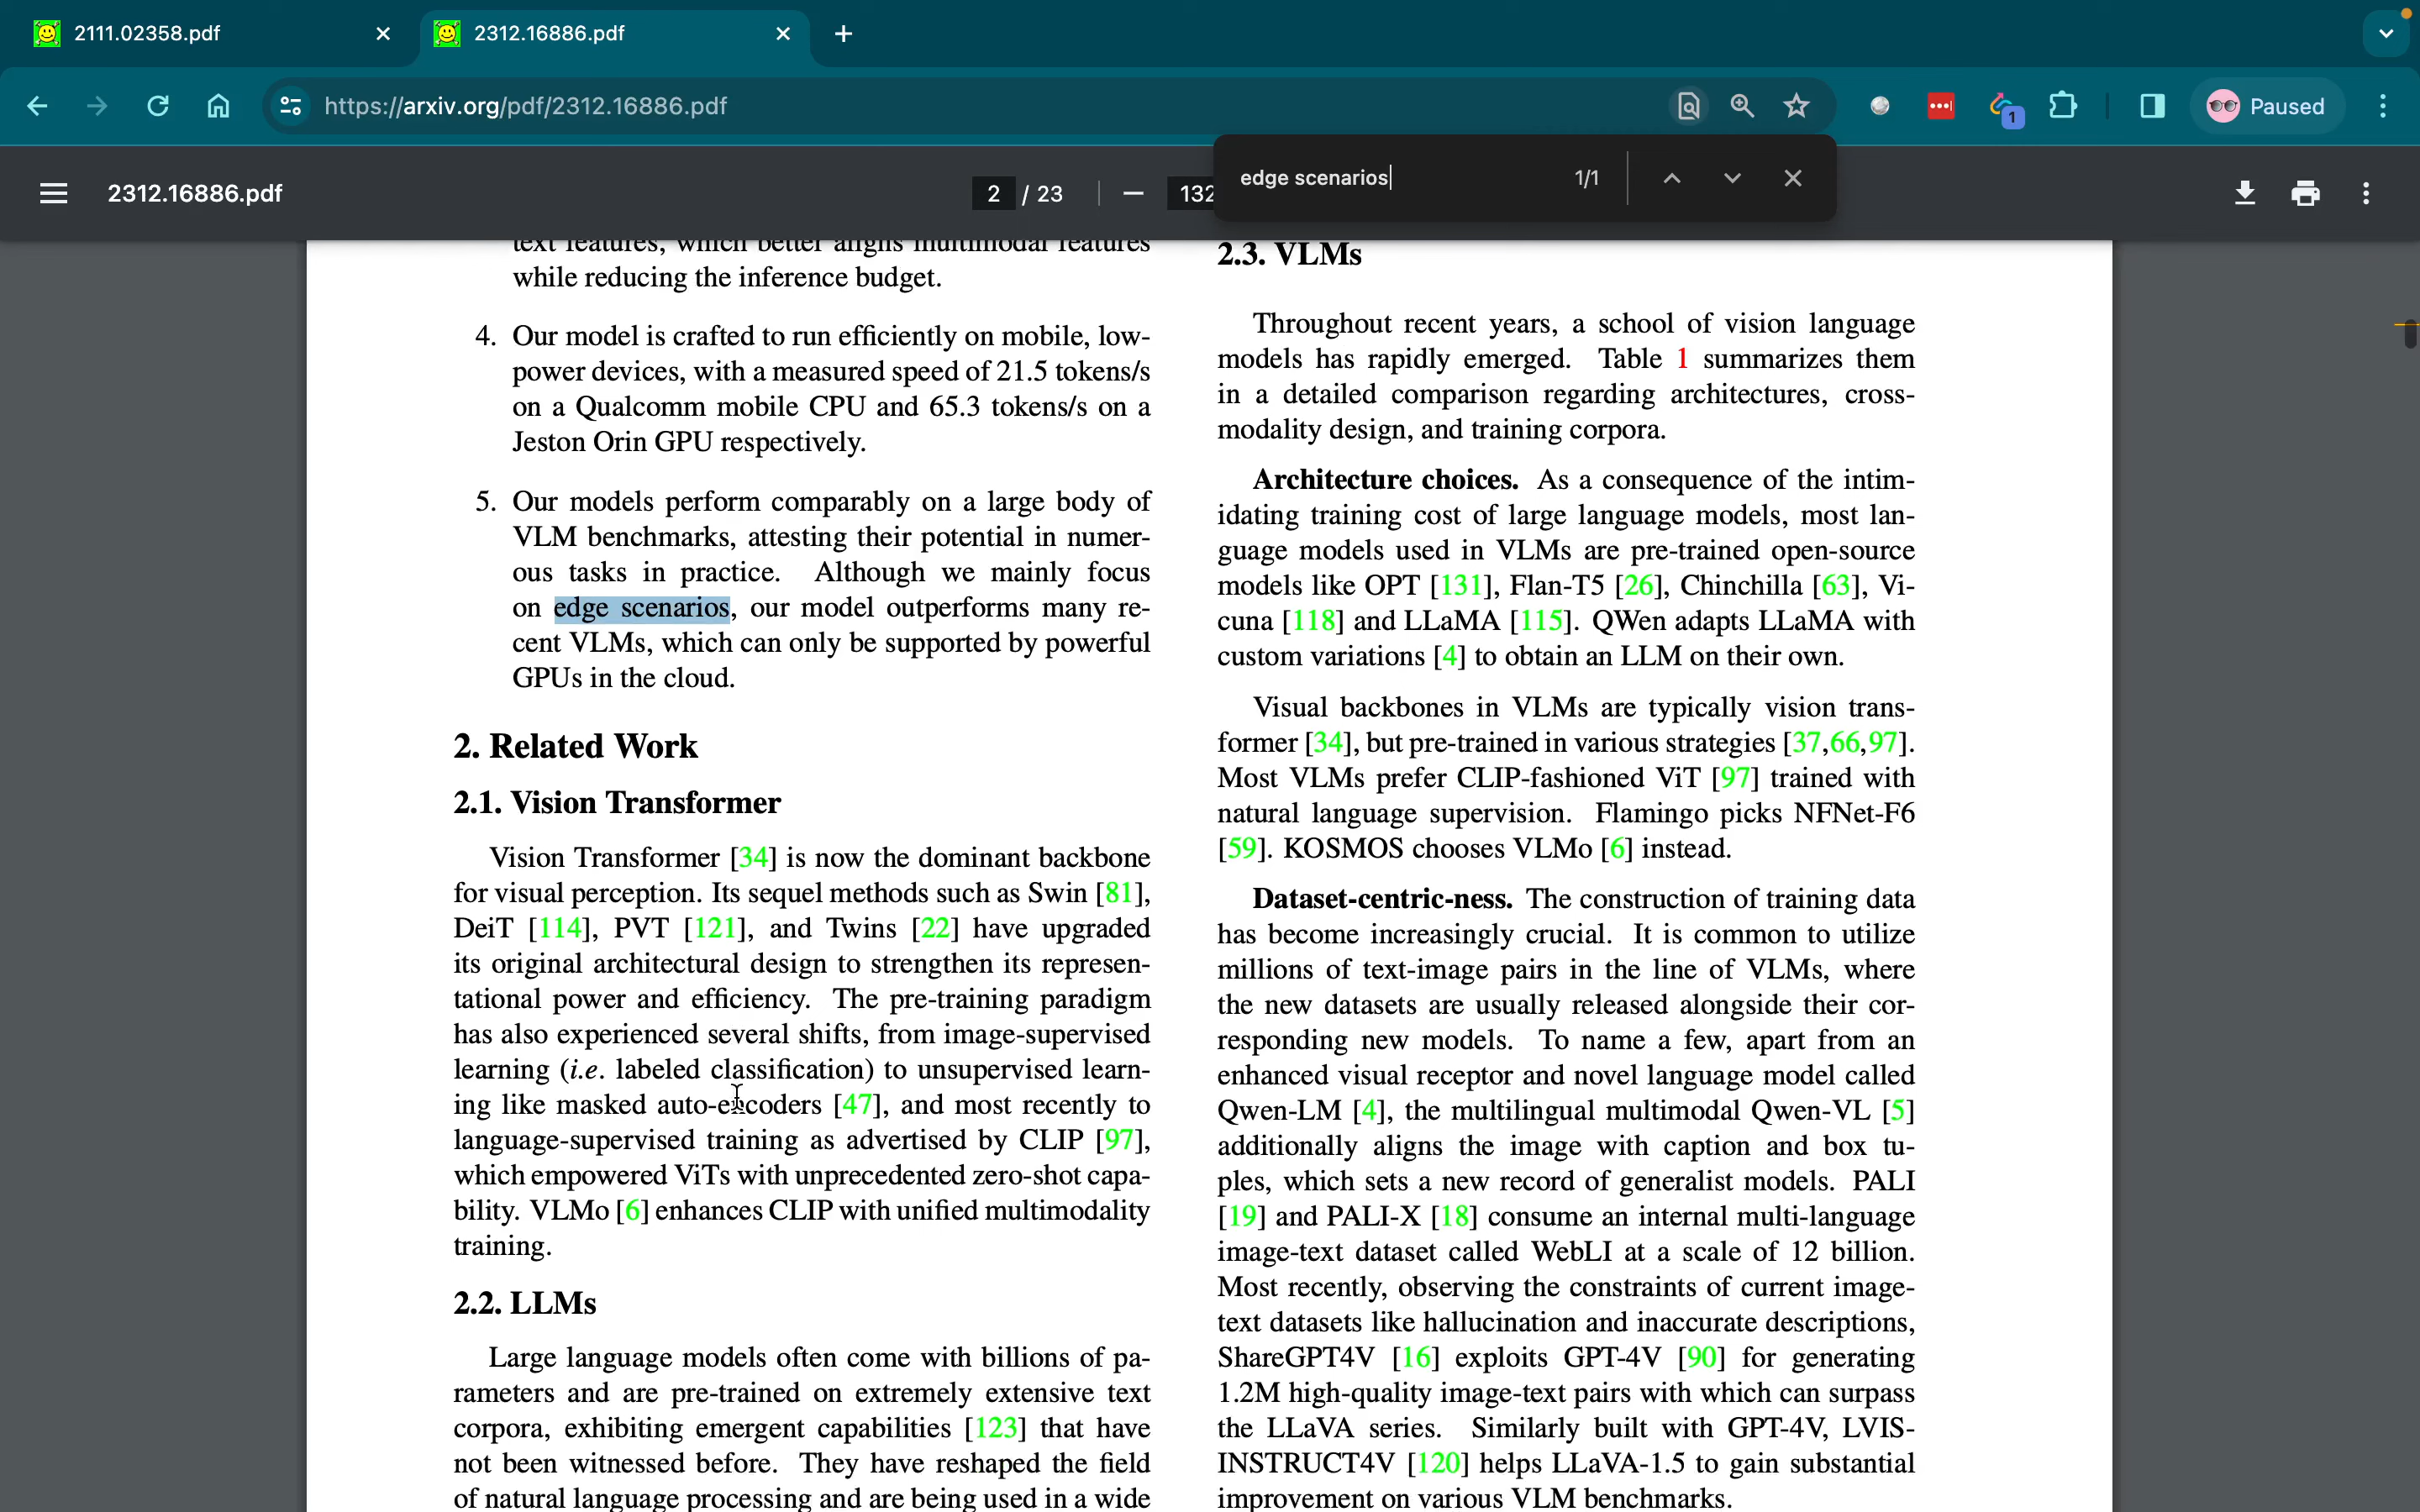 2111.02358.pdf
2312.16886.pdf
https://arxiv.org/pdf/2312.16886.pdf
1
Paused
2312.16886.pdf
2 / 23
132
edge scenarios
1/1
text features, which better aligns multimodal features
while reducing the inference budget.
4. Our model is crafted to run efficiently on mobile, low-
power devices, with a measured speed of 21.5 tokens/s
on a Qualcomm mobile CPU and 65.3 tokens/s on a
Jeston Orin GPU respectively.
5. Our models perform comparably on a large body of
VLM benchmarks, attesting their potential in numer-
ous tasks in practice. Although we mainly focus
on edge scenarios, our model outperforms many re-
cent VLMs, which can only be supported by powerful
GPUs in the cloud.
2. Related Work
2.1. Vision Transformer
Vision Transformer [34] is now the dominant backbone
for visual perception. Its sequel methods such as Swin [81],
DeiT [114], PVT [121], and Twins [22] have upgraded
its original architectural design to strengthen its represen-
tational power and efficiency. The pre-training paradigm
has also experienced several shifts, from image-supervised
learning (i.e. labeled classification) to unsupervised learn-
ing like masked auto-encoders [47], and most recently to
language-supervised training as advertised by CLIP [97],
which empowered ViTs with unprecedented zero-shot capa-
bility. VLMo [6] enhances CLIP with unified multimodality
training.
2.2. LLMs
Large language models often come with billions of pa-
rameters and are pre-trained on extremely extensive text
corpora, exhibiting emergent capabilities [123] that have
not been witnessed before. They have reshaped the field
of natural language processing and are being used in a wide
2.3. VLMs
Throughout recent years, a school of vision language
models has rapidly emerged. Table 1 summarizes them
in a detailed comparison regarding architectures, cross-
modality design, and training corpora.
Architecture choices. As a consequence of the intim-
idating training cost of large language models, most lan-
guage models used in VLMs are pre-trained open-source
models like OPT [131], Flan-T5 [26], Chinchilla [63], Vi-
cuna [118] and LLaMA [115]. QWen adapts LLaMA with
custom variations [4] to obtain an LLM on their own.
Visual backbones in VLMs are typically vision trans-
former [34], but pre-trained in various strategies [37,66,97].
Most VLMs prefer CLIP-fashioned ViT [97] trained with
natural language supervision. Flamingo picks NFNet-F6
[59]. KOSMOS chooses VLMo [6] instead.
Dataset-centric-ness. The construction of training data
has become increasingly crucial. It is common to utilize
millions of text-image pairs in the line of VLMs, where
the new datasets are usually released alongside their cor-
responding new models. To name a few, apart from an
enhanced visual receptor and novel language model called
Qwen-LM [4], the multilingual multimodal Qwen-VL [5]
additionally aligns the image with caption and box tu-
ples, which sets a new record of generalist models. PALI
[19] and PALI-X [18] consume an internal multi-language
image-text dataset called WebLI at a scale of 12 billion.
Most recently, observing the constraints of current image-
text datasets like hallucination and inaccurate descriptions,
ShareGPT4V [16] exploits GPT-4V [90] for generating
1.2M high-quality image-text pairs with which can surpass
the LLaVA series. Similarly built with GPT-4V, LVIS-
INSTRUCT4V [120] helps LLaVA-1.5 to gain substantial
improvement on various VLM benchmarks.